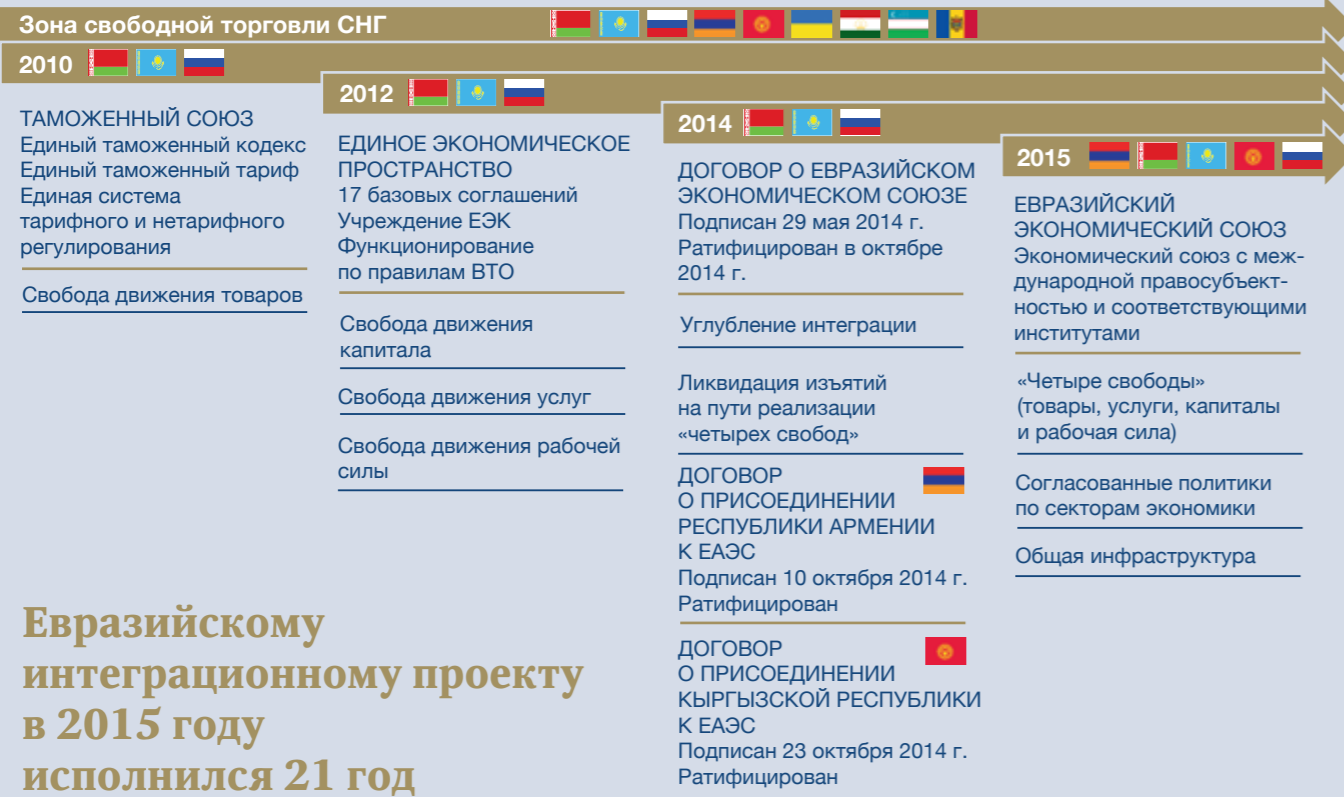 Зона свободной торговли СНГ
2010
ТАМОЖЕННЫЙ СОЮЗ
Единый таможенный кодекс
Единый таможенный тариф
Единая система
тарифного и нетарифного
регулирования
Свобода движения товаров
2012
ЕДИНОЕ ЭКОНОМИЧЕСКОЕ
ПРОСТРАНСТВО
17 базовых соглашений
Учреждение ЕЭК
Функционирование
по правилам ВТО
Свобода движения
капитала
Свобода движения услуг
Свобода движения рабочей
силы
2014
ДОГОВОР О ЕВРАЗИЙСКОМ
ЭКОНОМИЧЕСКОМ СОЮЗЕ
Подписан 29 мая 2014 г.
Ратифицирован в октябре
2014 г.
Углубление интеграции
Ликвидация изъятий
на пути реализации
«четырех свобод»
ДОГОВОР
О ПРИСОЕДИНЕНИИ
РЕСПУБЛИКИ АРМЕНИИ
К ЕАЭС
Подписан 10 октября 2014 г.
Ратифицирован
ДОГОВОР
О ПРИСОЕДИНЕНИИ
КЫРГЫЗСКОЙ РЕСПУБЛИКИ
К ЕАЭС
Подписан 23 октября 2014 г.
Ратифицирован
2015
ЕВРАЗИЙСКИЙ
ЭКОНОМИЧЕСКИЙ СОЮЗ
Экономический союз с меж-
дународной правосубъект-
ностью и соответствующими
институтами
«Четыре свободы»
(товары, услуги, капиталы
и рабочая сила)
Согласованные политики
по секторам экономики
Общая инфраструктура
Евразийскому
интеграционному проекту
в 2015 году
исполнился 21 год